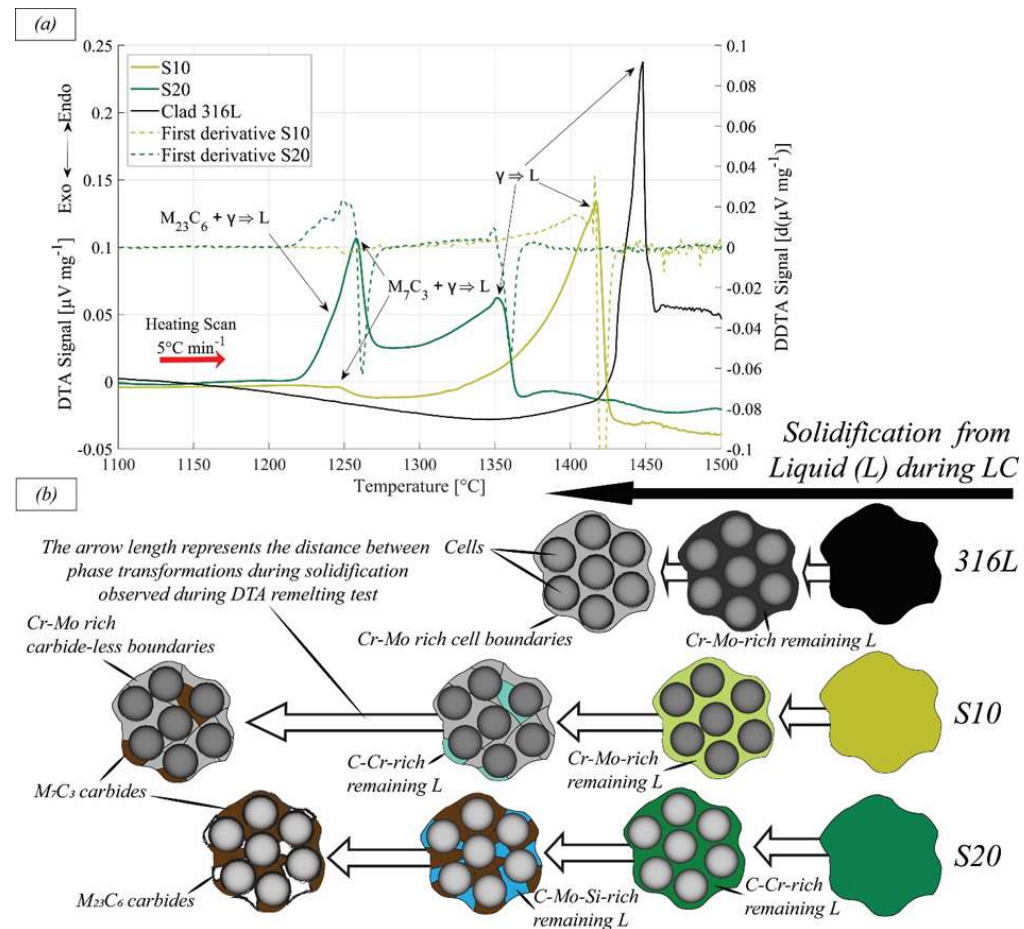 (a)
0.25
0.2
0.15
0.1
0.05
0
-0.05
Exo ⟵⟶ Endo
DTA Signal [µV mg⁻¹]
S10
S20
Clad 316L
First derivative S10
First derivative S20
M₂₃C₆ + γ ⇒ L
M₇C₃ + γ ⇒ L
γ ⇒ L
Heating Scan
5°C min⁻¹
0.1
0.08
0.06
0.04
0.02
0
-0.02
-0.04
-0.06
-0.08
-0.1
DDTA Signal [d(µV mg⁻¹)]
1100 1150 1200 1250 1300 1350 1400 1450 1500
Temperature [°C]
Solidification from
Liquid (L) during LC
(b)
The arrow length represents the distance between
phase transformations during solidification
observed during DTA remelting test
Cells
316L
Cr-Mo rich cell boundaries
Cr-Mo-rich remaining L
Cr-Mo rich
carbide-less boundaries
S10
C-Cr-rich
remaining L
Cr-Mo-rich
remaining L
M₇C₃ carbides
S20
M₂₃C₆ carbides
C-Mo-Si-rich
remaining L
C-Cr-rich
remaining L